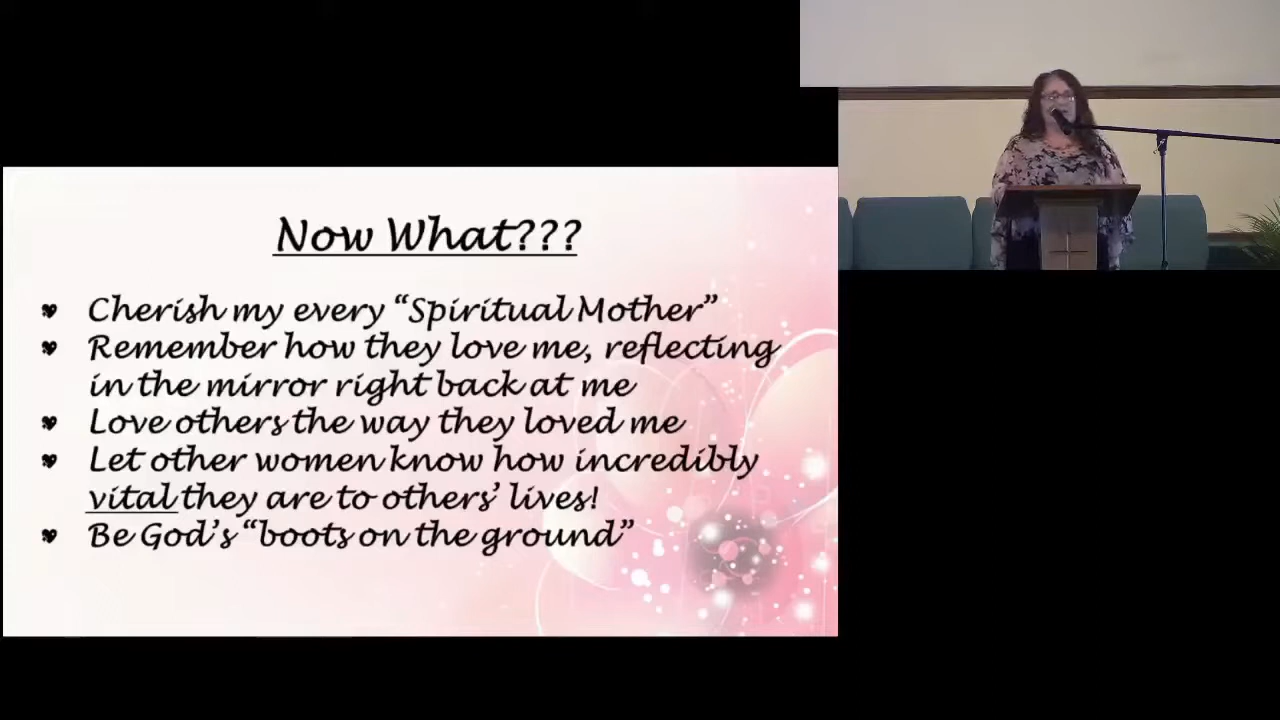 Now What???
Cherish my every “Spiritual Mother”
Remember how they love me, reflecting
in the mirror right back at me
Love others the way they loved me
Let other women know how incredibly
vital they are to others’ lives!
Be God’s “boots on the ground”